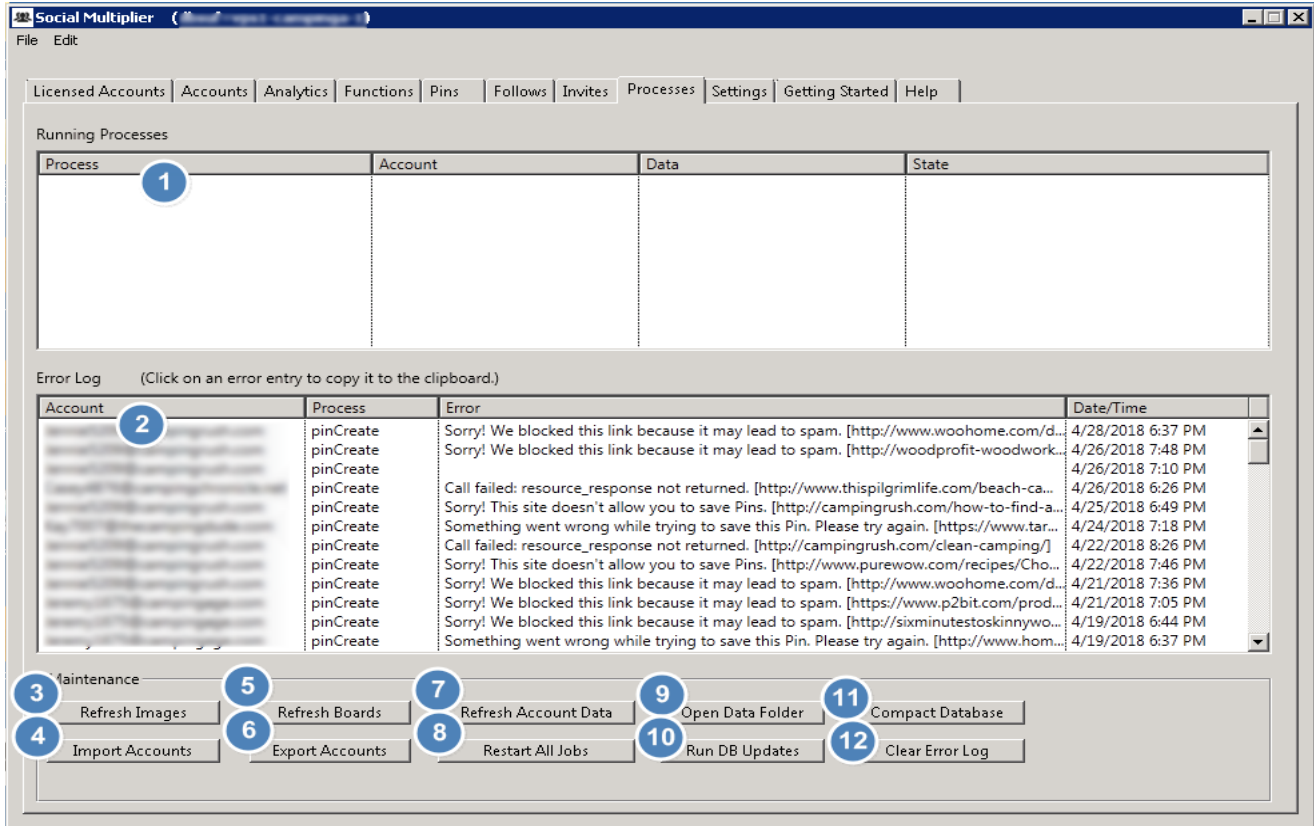 Social Multiplier (
File Edit
Licensed Accounts Accounts Analytics Functions Pins Follows Invites Processes Settings Getting Started Help
Running Processes
Process Account Data State
1
Error Log (Click on an error entry to copy it to the clipboard.)
Account Process Error Date/Time
2
pinCreate Sorry! We blocked this link because it may lead to spam. [http://www.woohome.com/d... 4/28/2018 6:37 PM
pinCreate Sorry! We blocked this link because it may lead to spam. [http://woodprofit-woodwork... 4/26/2018 7:48 PM
pinCreate 4/26/2018 7:10 PM
pinCreate Call failed: resource_response not returned. [http://www.thispilgrimlife.com/beach-ca... 4/26/2018 6:26 PM
pinCreate Sorry! This site doesn't allow you to save Pins. [http://campingrush.com/how-to-find-a... 4/25/2018 6:49 PM
pinCreate Something went wrong while trying to save this Pin. Please try again. [https://www.tar... 4/24/2018 7:18 PM
pinCreate Call failed: resource_response not returned. [http://campingrush.com/clean-camping/] 4/22/2018 8:26 PM
pinCreate Sorry! This site doesn't allow you to save Pins. [http://www.purewow.com/recipes/Cho... 4/22/2018 7:46 PM
pinCreate Sorry! We blocked this link because it may lead to spam. [http://www.woohome.com/d... 4/21/2018 7:36 PM
pinCreate Sorry! We blocked this link because it may lead to spam. [https://www.p2bit.com/prod... 4/21/2018 7:05 PM
pinCreate Sorry! We blocked this link because it may lead to spam. [http://sixminutestoskinnywo... 4/19/2018 6:44 PM
pinCreate Something went wrong while trying to save this Pin. Please try again. [http://www.hom... 4/19/2018 6:37 PM
Maintenance
3 Refresh Images 5 Refresh Boards 7 Refresh Account Data 9 Open Data Folder 11 Compact Database
4 Import Accounts 6 Export Accounts 8 Restart All Jobs 10 Run DB Updates 12 Clear Error Log